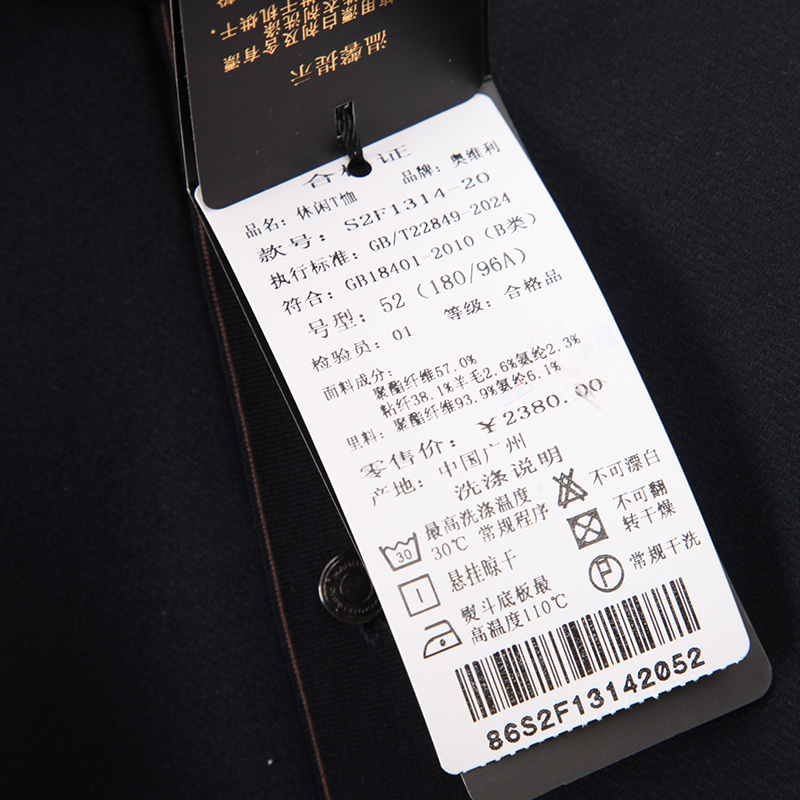 温馨提示
含有漂
合格证
品名：休闲T恤
品牌：奥维利
款号：S2F1314-20
执行标准：GB/T22849-2024
符合：GB18401-2010（B类）
号型：52（180/96A）
检验员：01
等级：合格品
面料成分：聚酯纤维57.0%
粘纤38.1%羊毛2.6%氨纶2.3%
里料：聚酯纤维93.9%氨纶6.1%
零售价：¥2380.00
产地：中国广州
洗涤说明
30
最高洗涤温度
30℃ 常规程序
不可漂白
悬挂晾干
不可翻
转干燥
熨斗底板最
高温度110℃
P
常规干洗
86S2F13142052